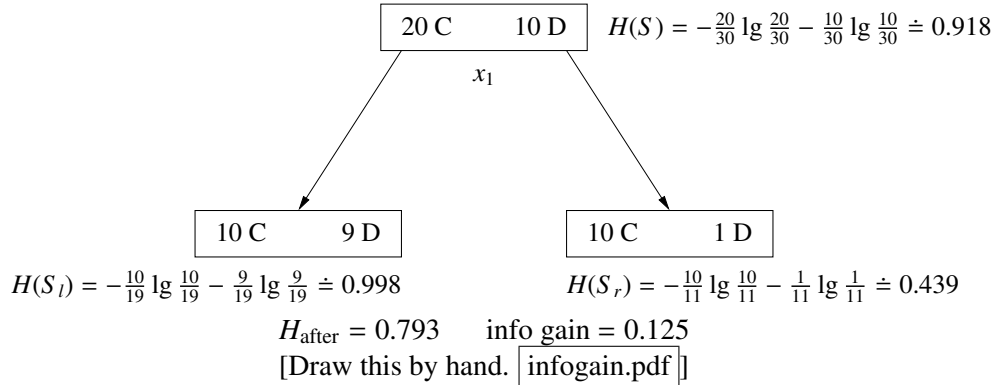 20 C 10 D H(S) = −20/30 lg 20/30 − 10/30 lg 10/30 ≐ 0.918
x₁
10 C 9 D 10 C 1 D
H(Sₗ) = −10/19 lg 10/19 − 9/19 lg 9/19 ≐ 0.998 H(Sᵣ) = −10/11 lg 10/11 − 1/11 lg 1/11 ≐ 0.439
H_after = 0.793 info gain = 0.125
[Draw this by hand. infogain.pdf ]